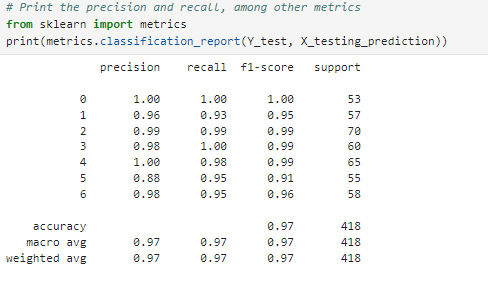 # Print the precision and recall, among other metrics
from sklearn import metrics
print(metrics.classification_report(Y_test, X_testing_prediction))
precision recall f1-score support
0 1.00 1.00 1.00 53
1 0.96 0.93 0.95 57
2 0.99 0.99 0.99 70
3 0.98 1.00 0.99 60
4 1.00 0.98 0.99 65
5 0.88 0.95 0.91 55
6 0.98 0.95 0.96 58
accuracy 0.97 418
macro avg 0.97 0.97 0.97 418
weighted avg 0.97 0.97 0.97 418